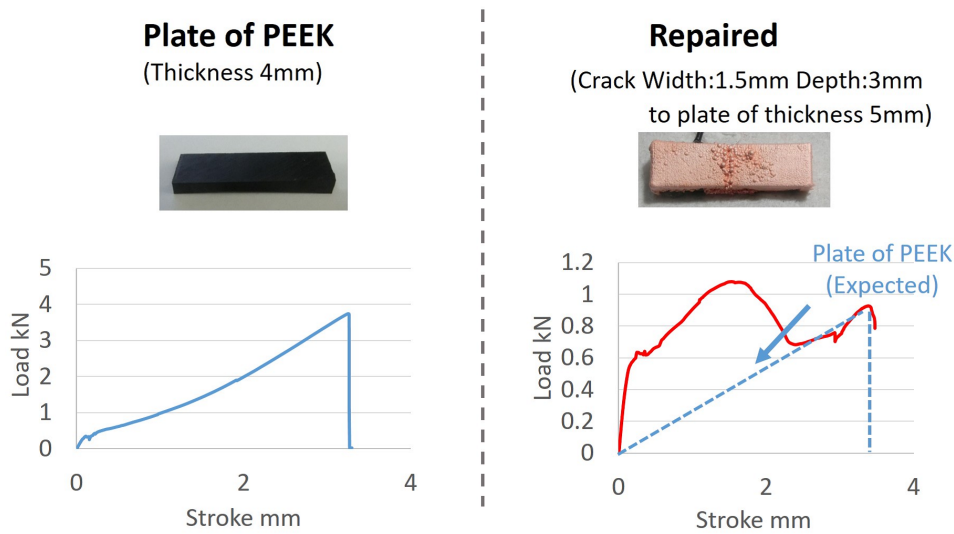 Plate of PEEK
(Thickness 4mm)
5
4
3
2
1
0
Load kN
0
2
4
Stroke mm
Repaired
(Crack Width:1.5mm Depth:3mm
to plate of thickness 5mm)
Plate of PEEK
(Expected)
1.2
1
0.8
0.6
0.4
0.2
0
Load kN
0
2
4
Stroke mm